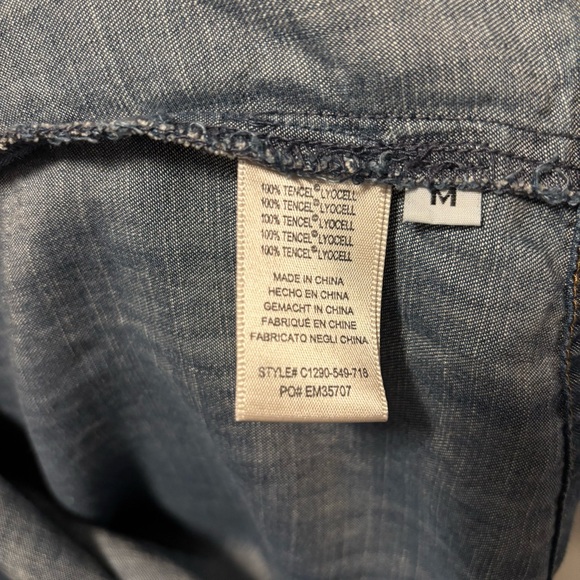 100% TENCEL® LYOCELL
100% TENCEL® LYOCELL
100% TENCEL® LYOCELL
100% TENCEL® LYOCELL
100% TENCEL® LYOCELL
MADE IN CHINA
HECHO EN CHINA
GEMACHT IN CHINA
FABRIQUÉ EN CHINE
FABRICATO NEGLI CHINA
STYLE# C1290-549-718
PO# EM35707
M